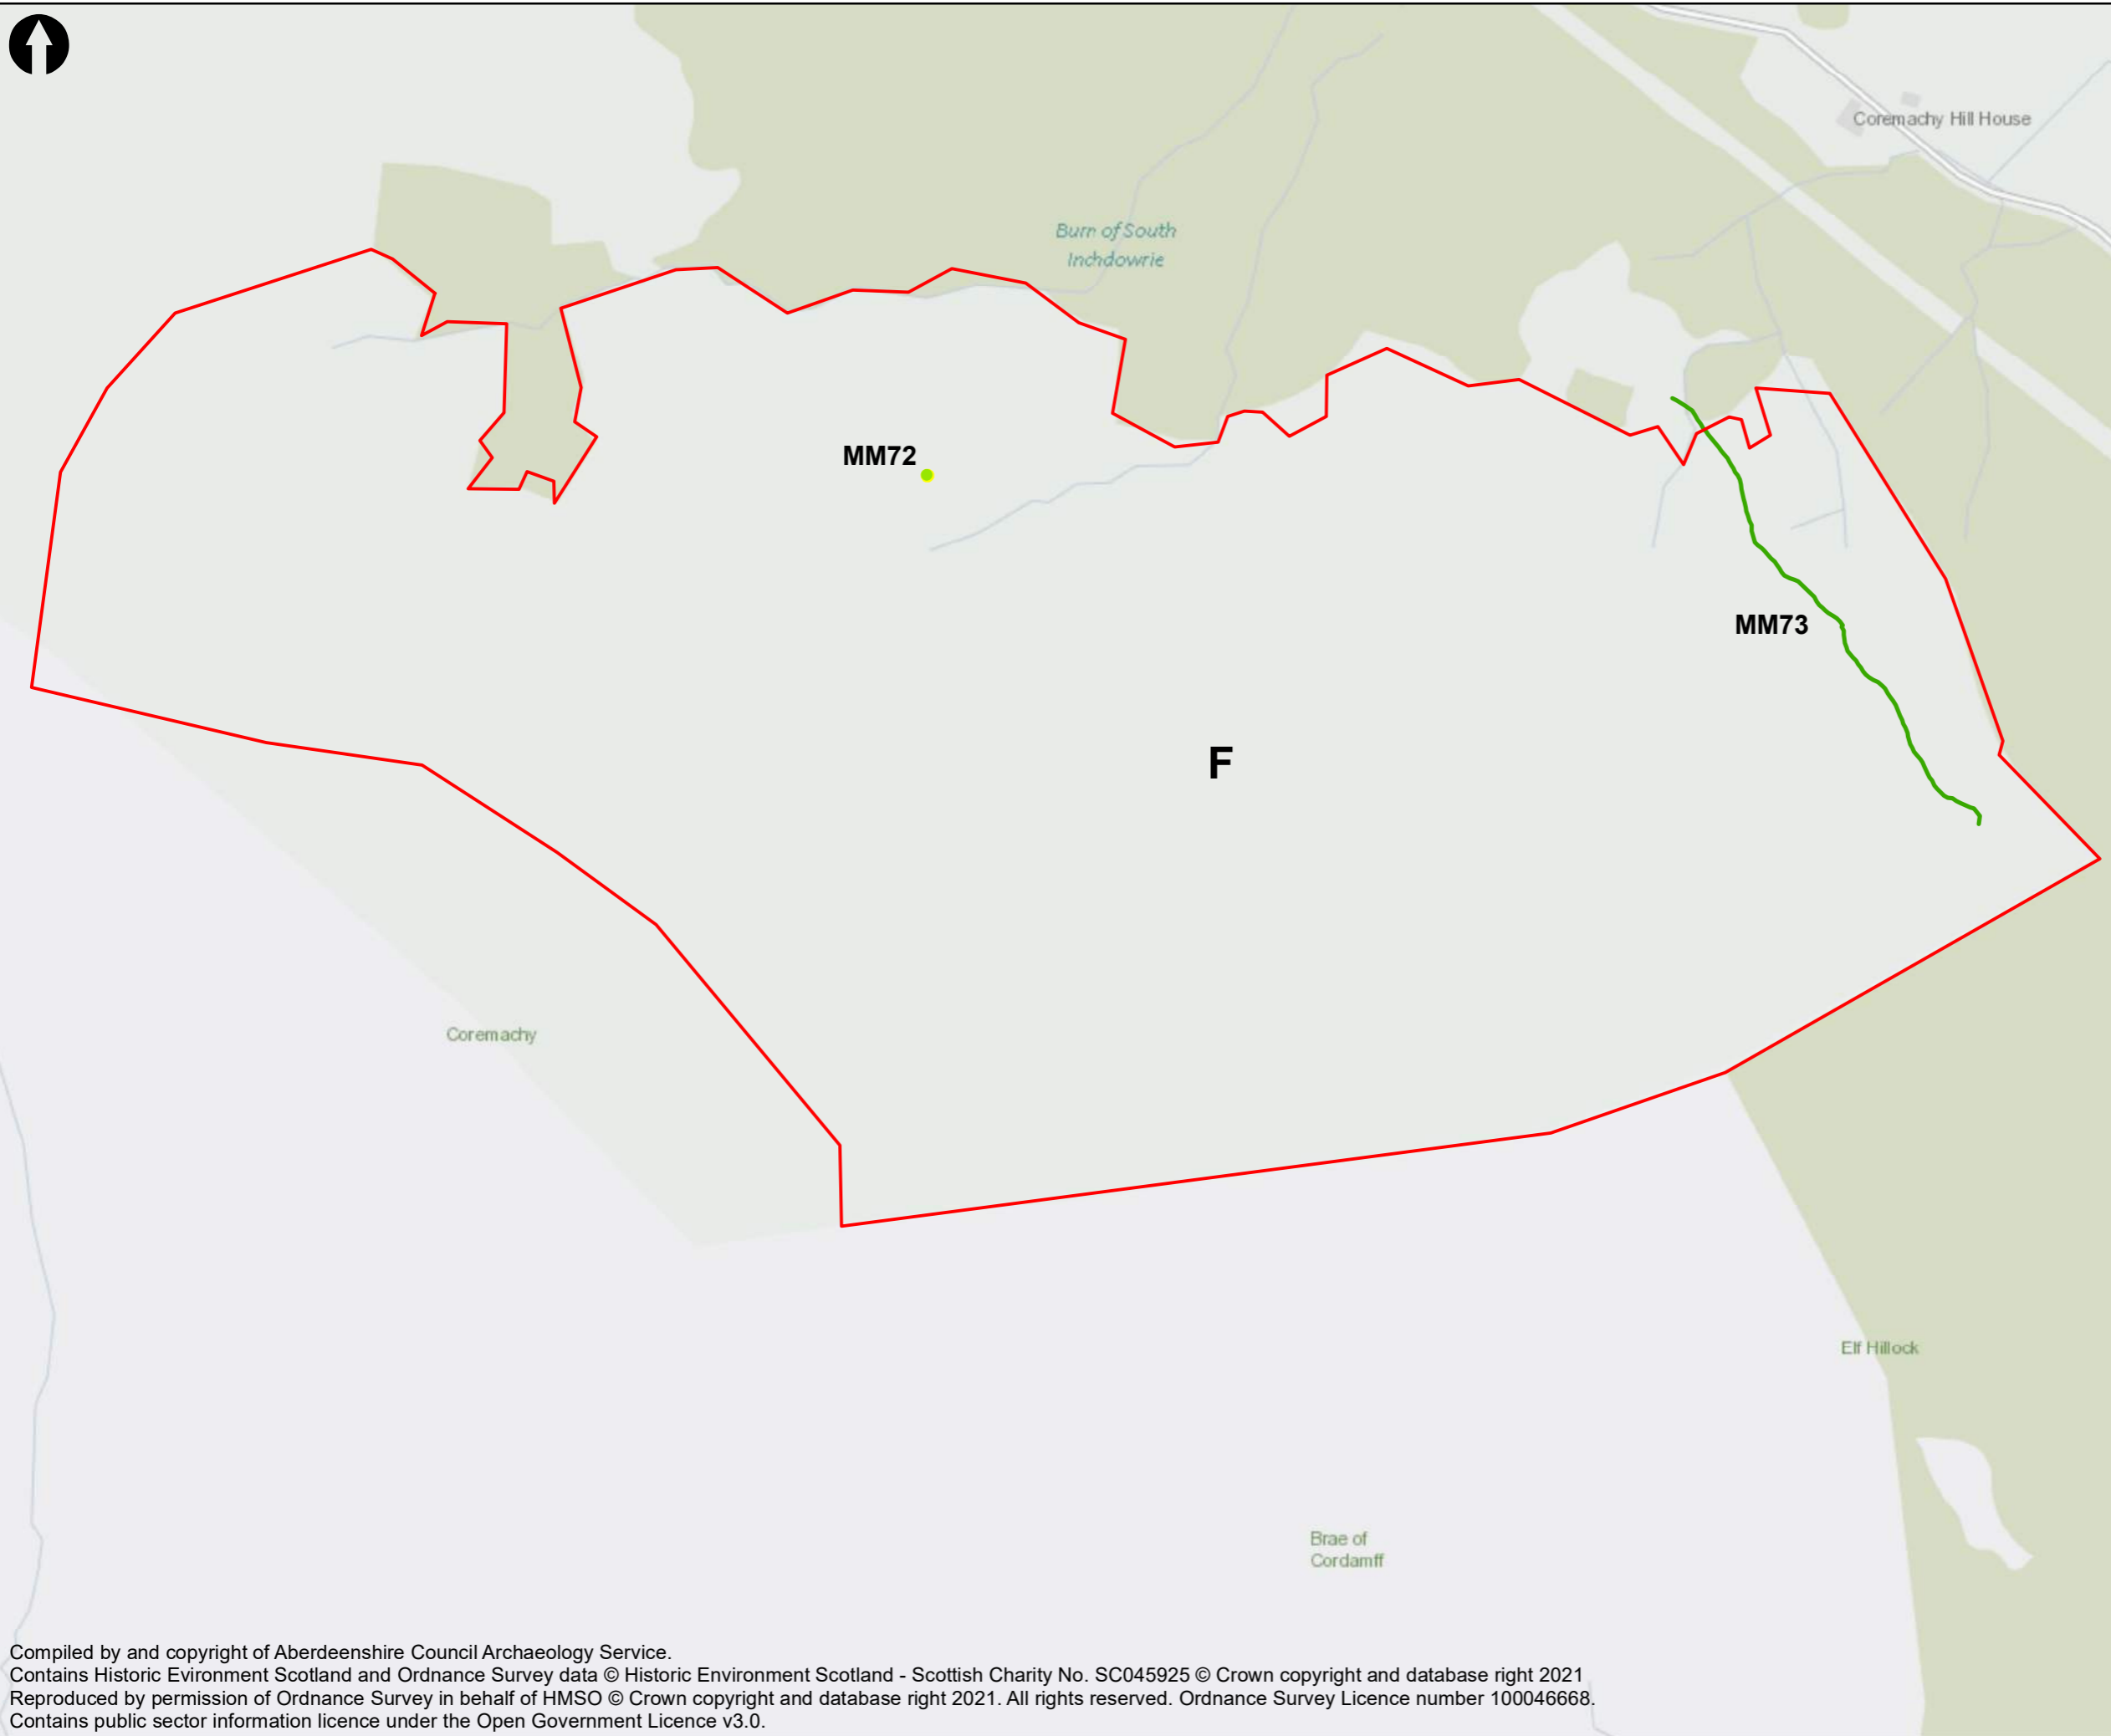 Coremachy Hill House
Burn of South
Inchdowrie
MM72
MM73
F
Coremachy
Elf Hillock
Brae of
Cordamff
Compiled by and copyright of Aberdeenshire Council Archaeology Service.
Contains Historic Evironment Scotland and Ordnance Survey data © Historic Environment Scotland - Scottish Charity No. SC045925 © Crown copyright and database right 2021
Reproduced by permission of Ordnance Survey in behalf of HMSO © Crown copyright and database right 2021. All rights reserved. Ordnance Survey Licence number 100046668.
Contains public sector information licence under the Open Government Licence v3.0.